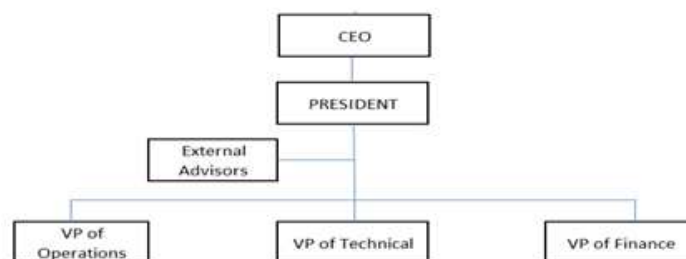 CEO
PRESIDENT
External
Advisors
VP of
Operations
VP of Technical
VP of Finance